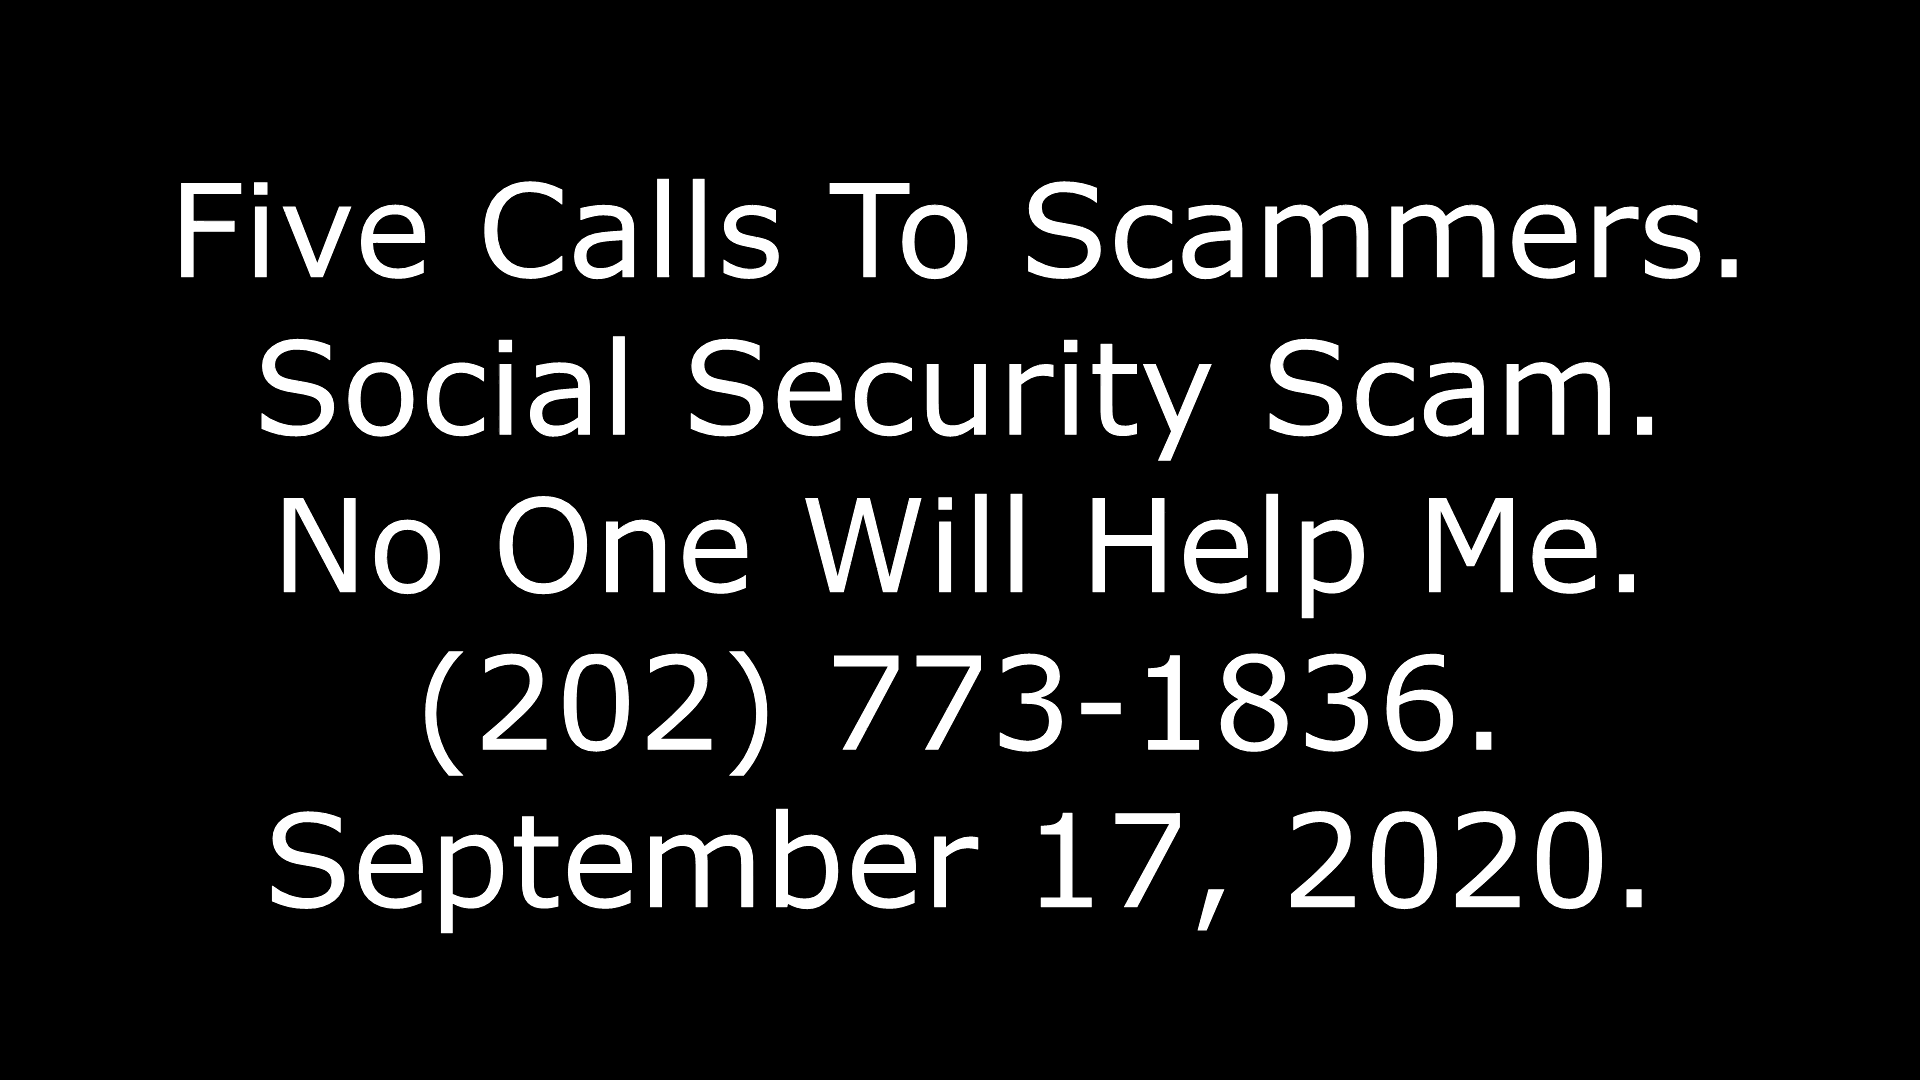 Five Calls To Scammers.
Social Security Scam.
No One Will Help Me.
(202) 773-1836.
September 17, 2020.